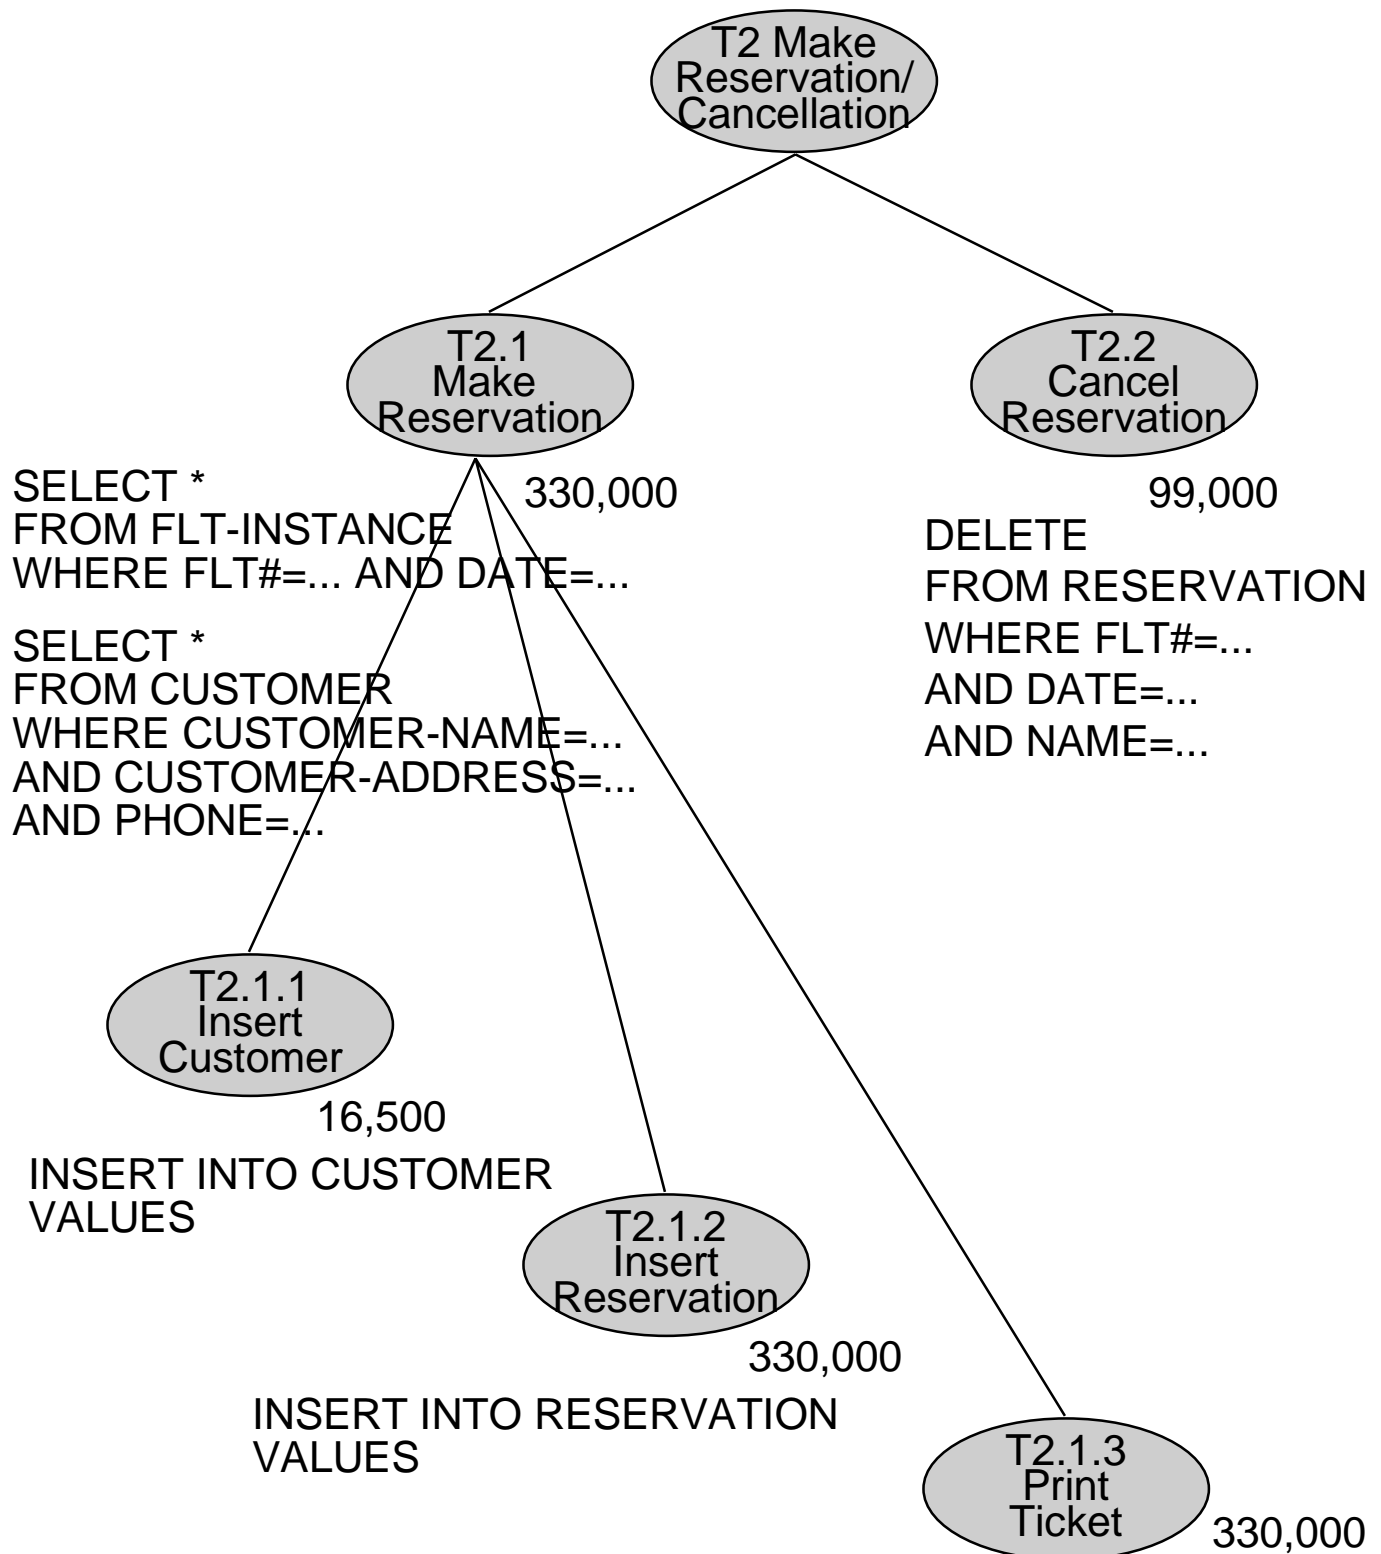 T2 Make
Reservation/
Cancellation
T2.1
Make
Reservation
330,000
T2.2
Cancel
Reservation
99,000
SELECT *
FROM FLT-INSTANCE
WHERE FLT#=... AND DATE=...
SELECT *
FROM CUSTOMER
WHERE CUSTOMER-NAME=...
AND CUSTOMER-ADDRESS=...
AND PHONE=...
DELETE
FROM RESERVATION
WHERE FLT#=...
AND DATE=...
AND NAME=...
T2.1.1
Insert
Customer
16,500
INSERT INTO CUSTOMER
VALUES
T2.1.2
Insert
Reservation
330,000
INSERT INTO RESERVATION
VALUES
T2.1.3
Print
Ticket
330,000